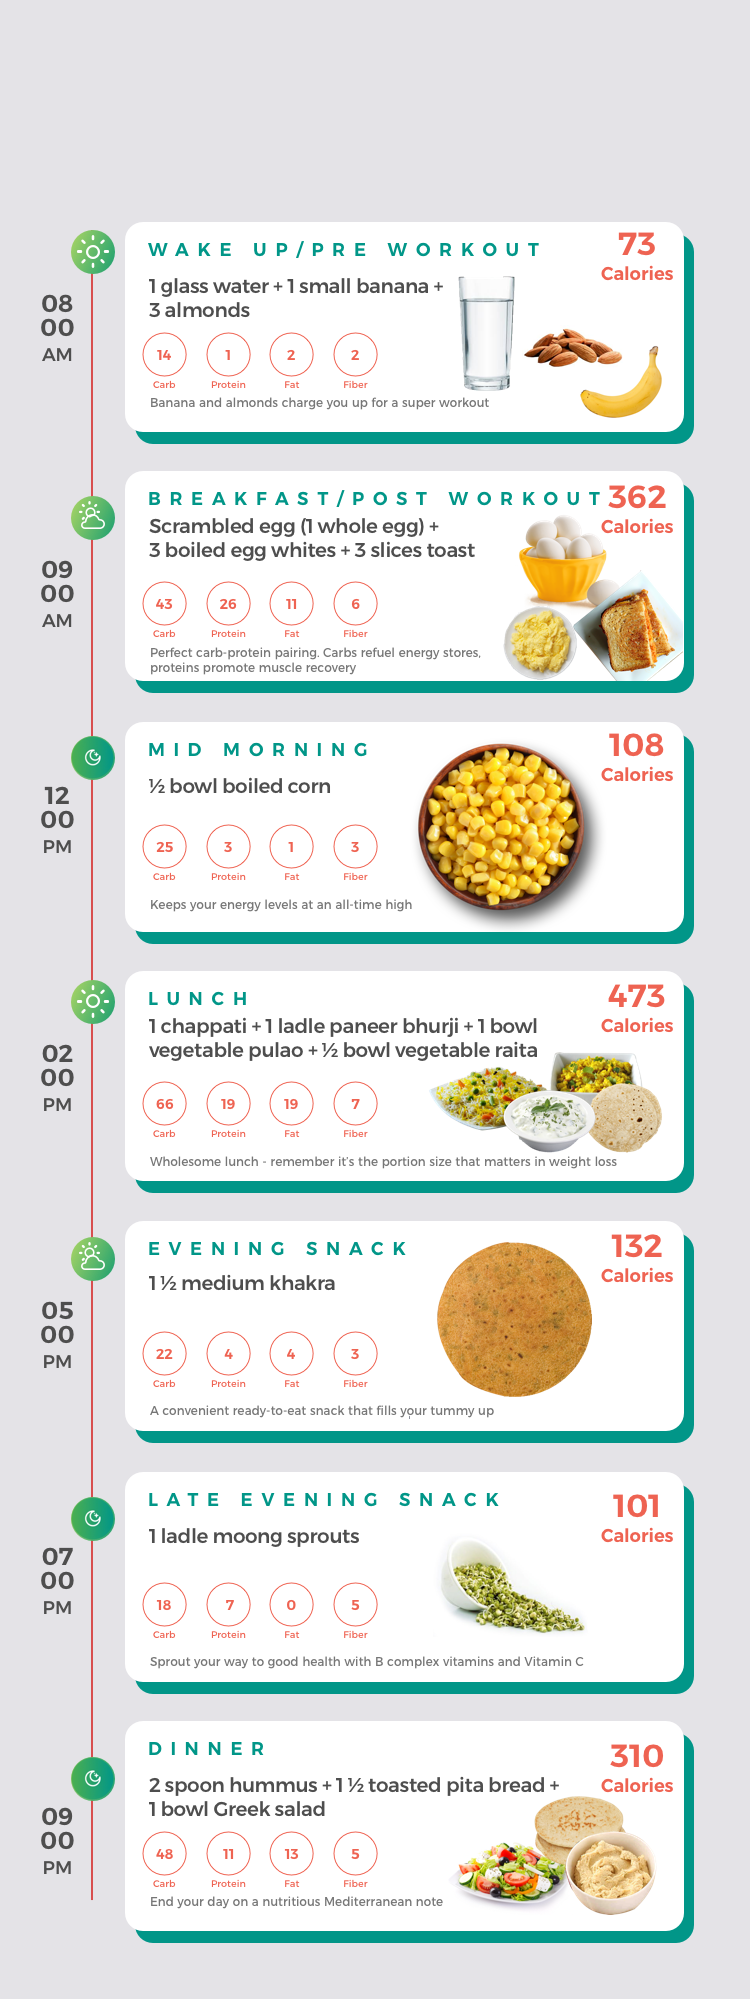 WAKE UP/PRE WORKOUT
73
Calories
08
00
AM
1 glass water + 1 small banana +
3 almonds
14 1 2 2
Carb Protein Fat Fiber
Banana and almonds charge you up for a super workout
BREAKFAST/POST WORKOUT
362
Calories
09
00
AM
Scrambled egg (1 whole egg) +
3 boiled egg whites + 3 slices toast
43 26 11 6
Carb Protein Fat Fiber
Perfect carb-protein pairing. Carbs refuel energy stores,
proteins promote muscle recovery
MID MORNING
108
Calories
12
00
PM
½ bowl boiled corn
25 3 1 3
Carb Protein Fat Fiber
Keeps your energy levels at an all-time high
LUNCH
473
Calories
02
00
PM
1 chappati + 1 ladle paneer bhurji + 1 bowl
vegetable pulao + ½ bowl vegetable raita
66 19 19 7
Carb Protein Fat Fiber
Wholesome lunch - remember it's the portion size that matters in weight loss
EVENING SNACK
132
Calories
05
00
PM
1 ½ medium khakra
22 4 4 3
Carb Protein Fat Fiber
A convenient ready-to-eat snack that fills your tummy up
LATE EVENING SNACK
101
Calories
07
00
PM
1 ladle moong sprouts
18 7 0 5
Carb Protein Fat Fiber
Sprout your way to good health with B complex vitamins and Vitamin C
DINNER
310
Calories
09
00
PM
2 spoon hummus + 1 ½ toasted pita bread +
1 bowl Greek salad
48 11 13 5
Carb Protein Fat Fiber
End your day on a nutritious Mediterranean note